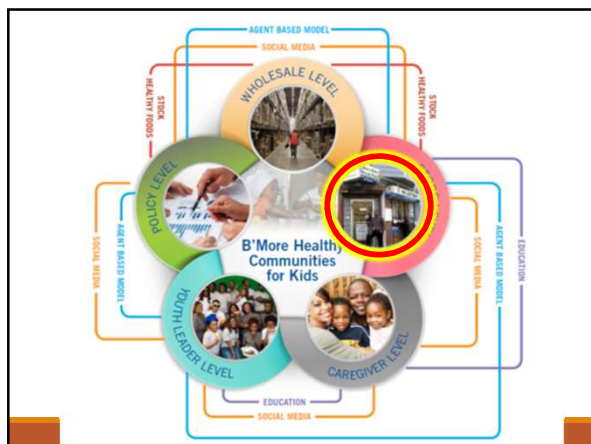 AGENT BASED MODEL
SOCIAL MEDIA
STOCK
HEALTHY FOODS
STOCK
HEALTHY FOODS
WHOLESALE LEVEL
POLICY LEVEL
B'More Healthy
Communities
for Kids
SOCIAL MEDIA
AGENT BASED MODEL
SOCIAL MEDIA
AGENT BASED MODEL
EDUCATION
YOUTH LEADER LEVEL
CAREGIVER LEVEL
EDUCATION
SOCIAL MEDIA